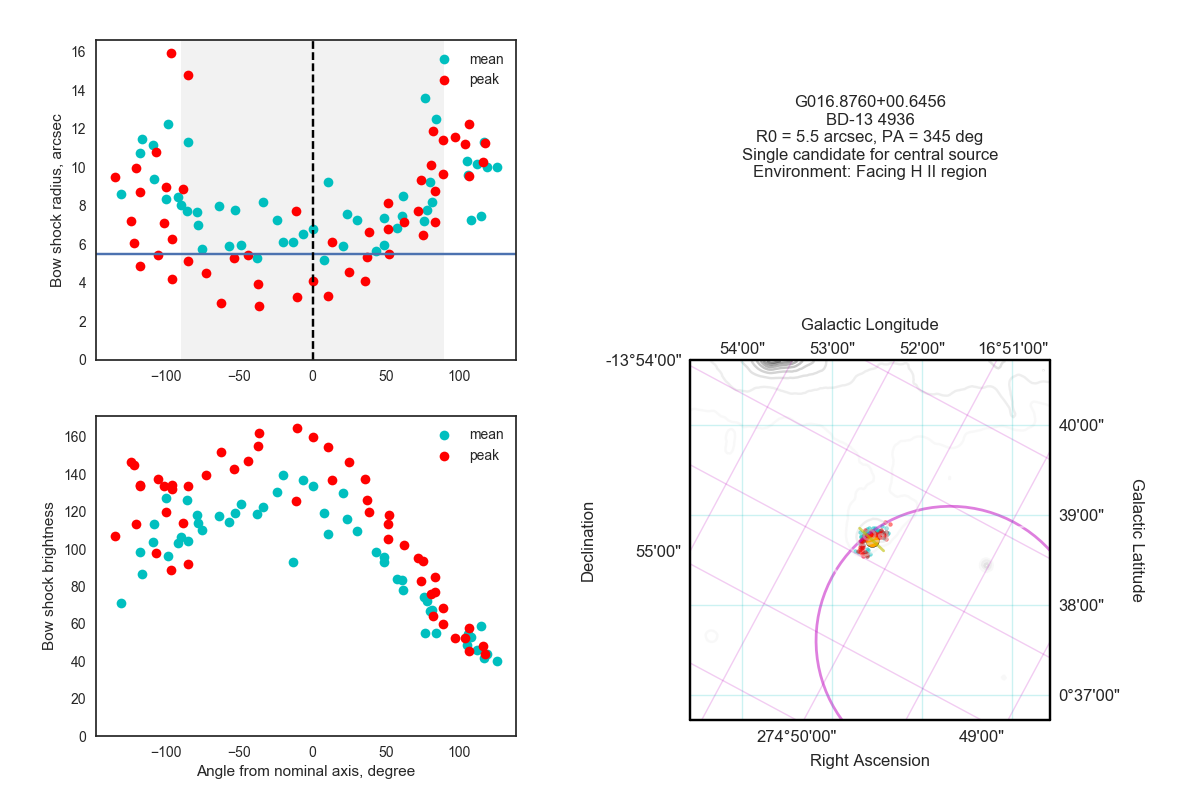 16
14
12
10
8
6
4
2
0
Bow shock radius, arcsec
mean
peak
−100
−50
0
50
100
160
140
120
100
80
60
40
20
0
Bow shock brightness
mean
peak
−100
−50
0
50
100
Angle from nominal axis, degree
G016.8760+00.6456
BD-13 4936
R0 = 5.5 arcsec, PA = 345 deg
Single candidate for central source
Environment: Facing H II region
Galactic Longitude
54'00"
53'00"
52'00"
16°51'00"
-13°54'00"
55'00"
Declination
40'00"
39'00"
38'00"
0°37'00"
Galactic Latitude
274°50'00"
49'00"
Right Ascension